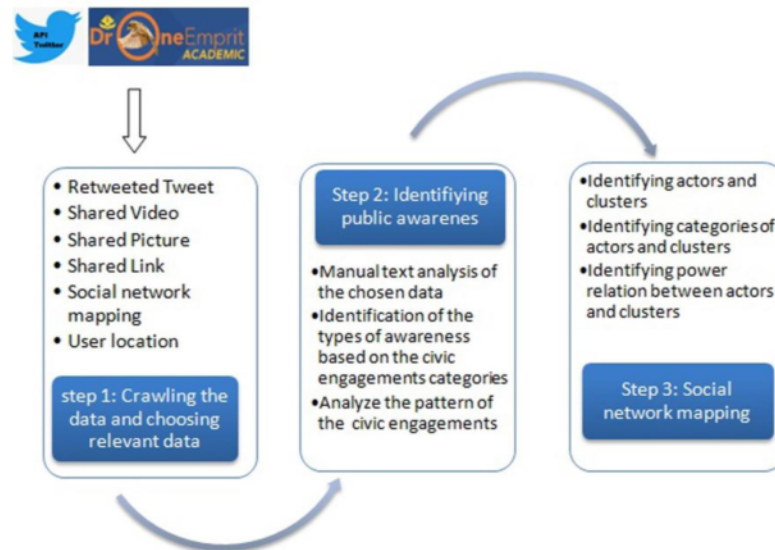 API
Twitter
DrOneEmprit
ACADEMIC
• Retweeted Tweet
• Shared Video
• Shared Picture
• Shared Link
• Social network
mapping
• User location
step 1: Crawling the
data and choosing
relevant data
Step 2: Identifiying
public awarenes
•Manual text analysis of
the chosen data
•Identification of the
types of awareness
based on the civic
engagements categories
•Analyze the pattern of
the civic engagements
•Identifying actors and
clusters
•Identifying categories of
actors and clusters
•Identifying power
relation between actors
and clusters
Step 3: Social
network mapping